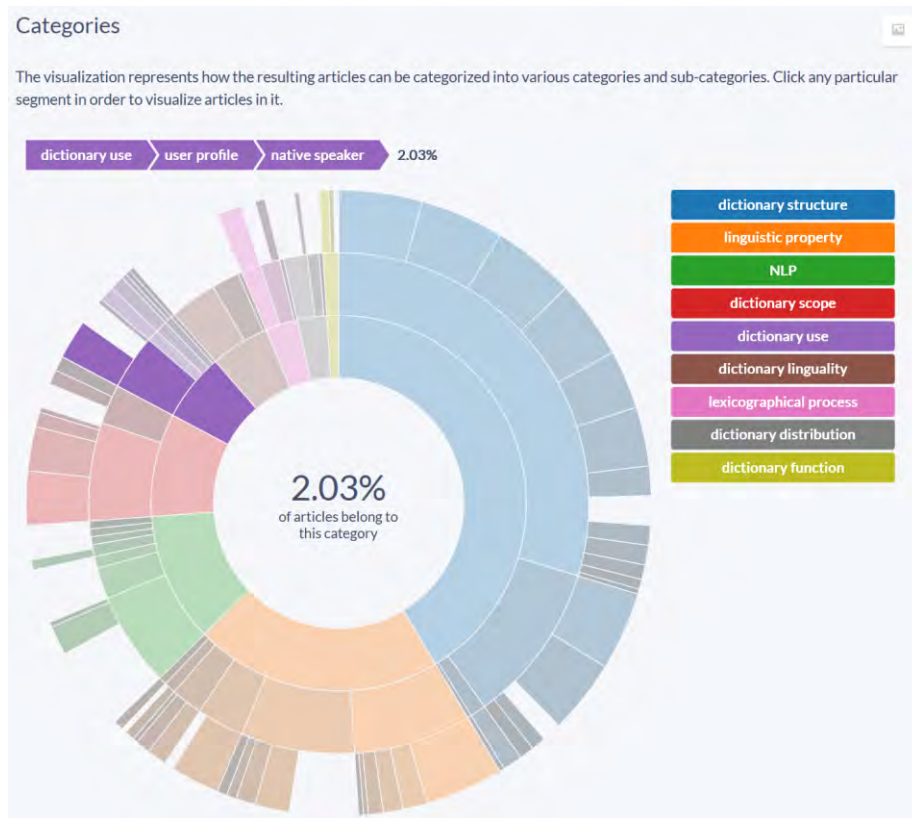 Categories
The visualization represents how the resulting articles can be categorized into various categories and sub-categories. Click any particular
segment in order to visualize articles in it.
dictionary use user profile native speaker 2.03%
dictionary structure
linguistic property
NLP
dictionary scope
dictionary use
dictionary linguality
lexicographical process
dictionary distribution
dictionary function
2.03%
of articles belong to
this category